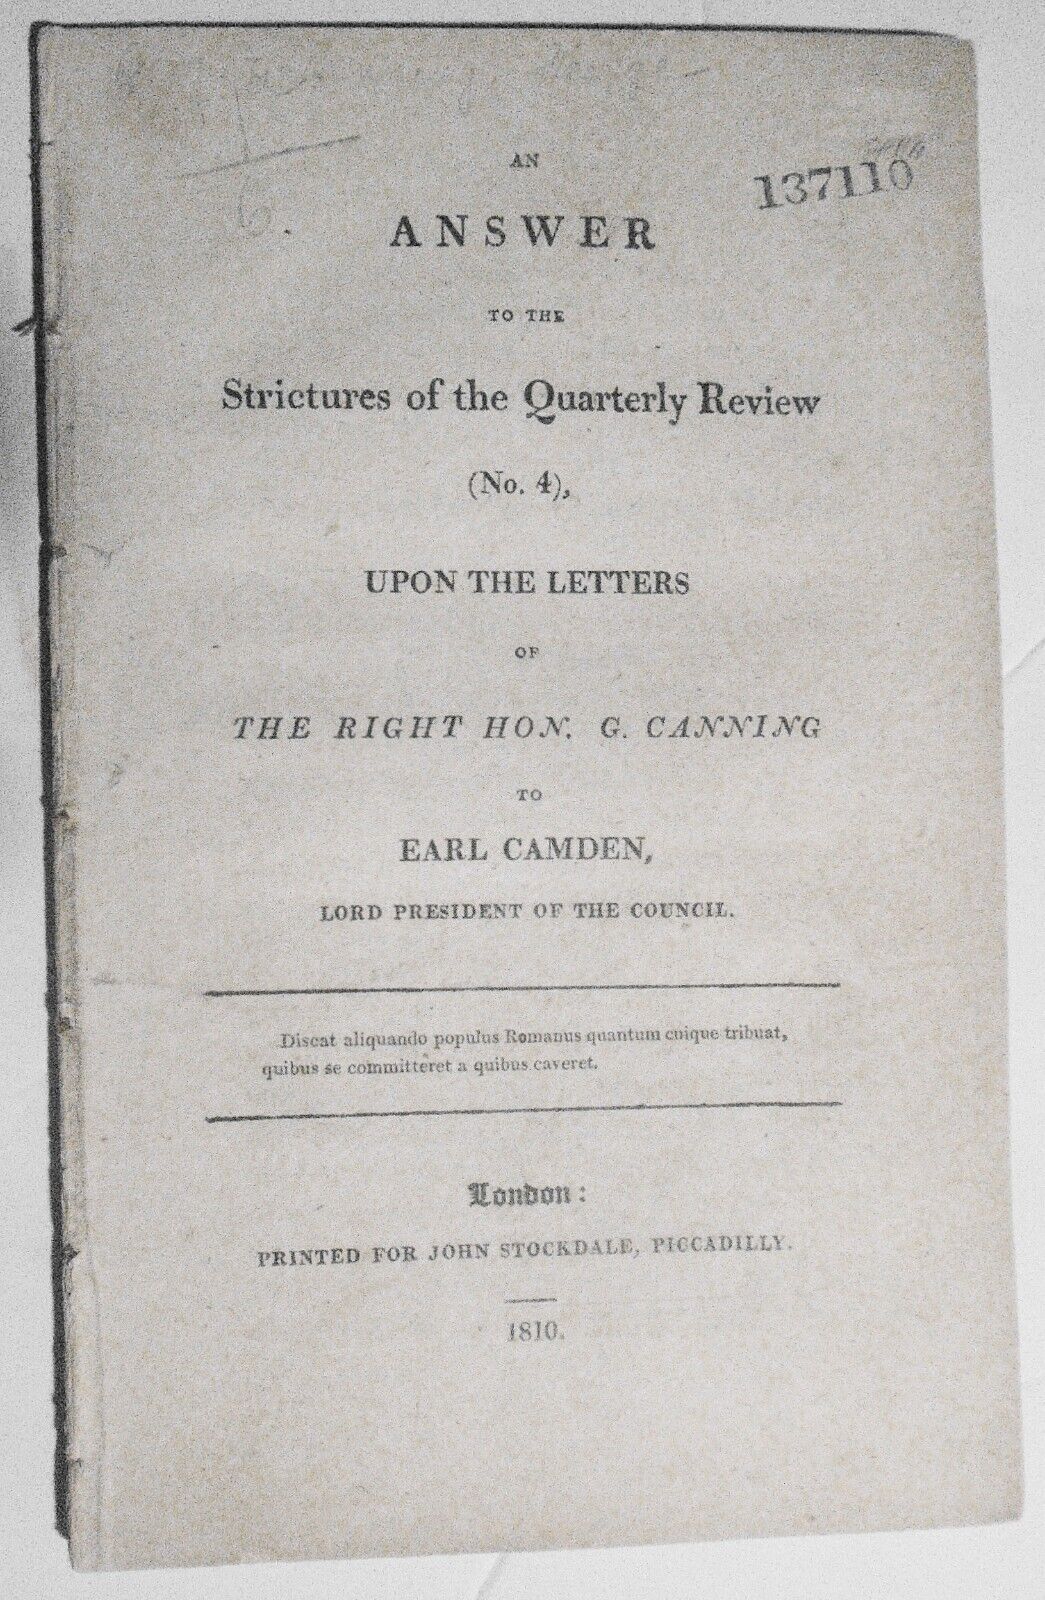 AN
137110
ANSWER
TO THE
Strictures of the Quarterly Review
(No. 4),
UPON THE LETTERS
OF
THE RIGHT HON. G. CANNING
TO
EARL CAMDEN,
LORD PRESIDENT OF THE COUNCIL.
Discat aliquando populus Romanus quantum cuique tribuat,
quibus se committeret a quibus caveret.
London:
PRINTED FOR JOHN STOCKDALE, PICCADILLY.
1810.